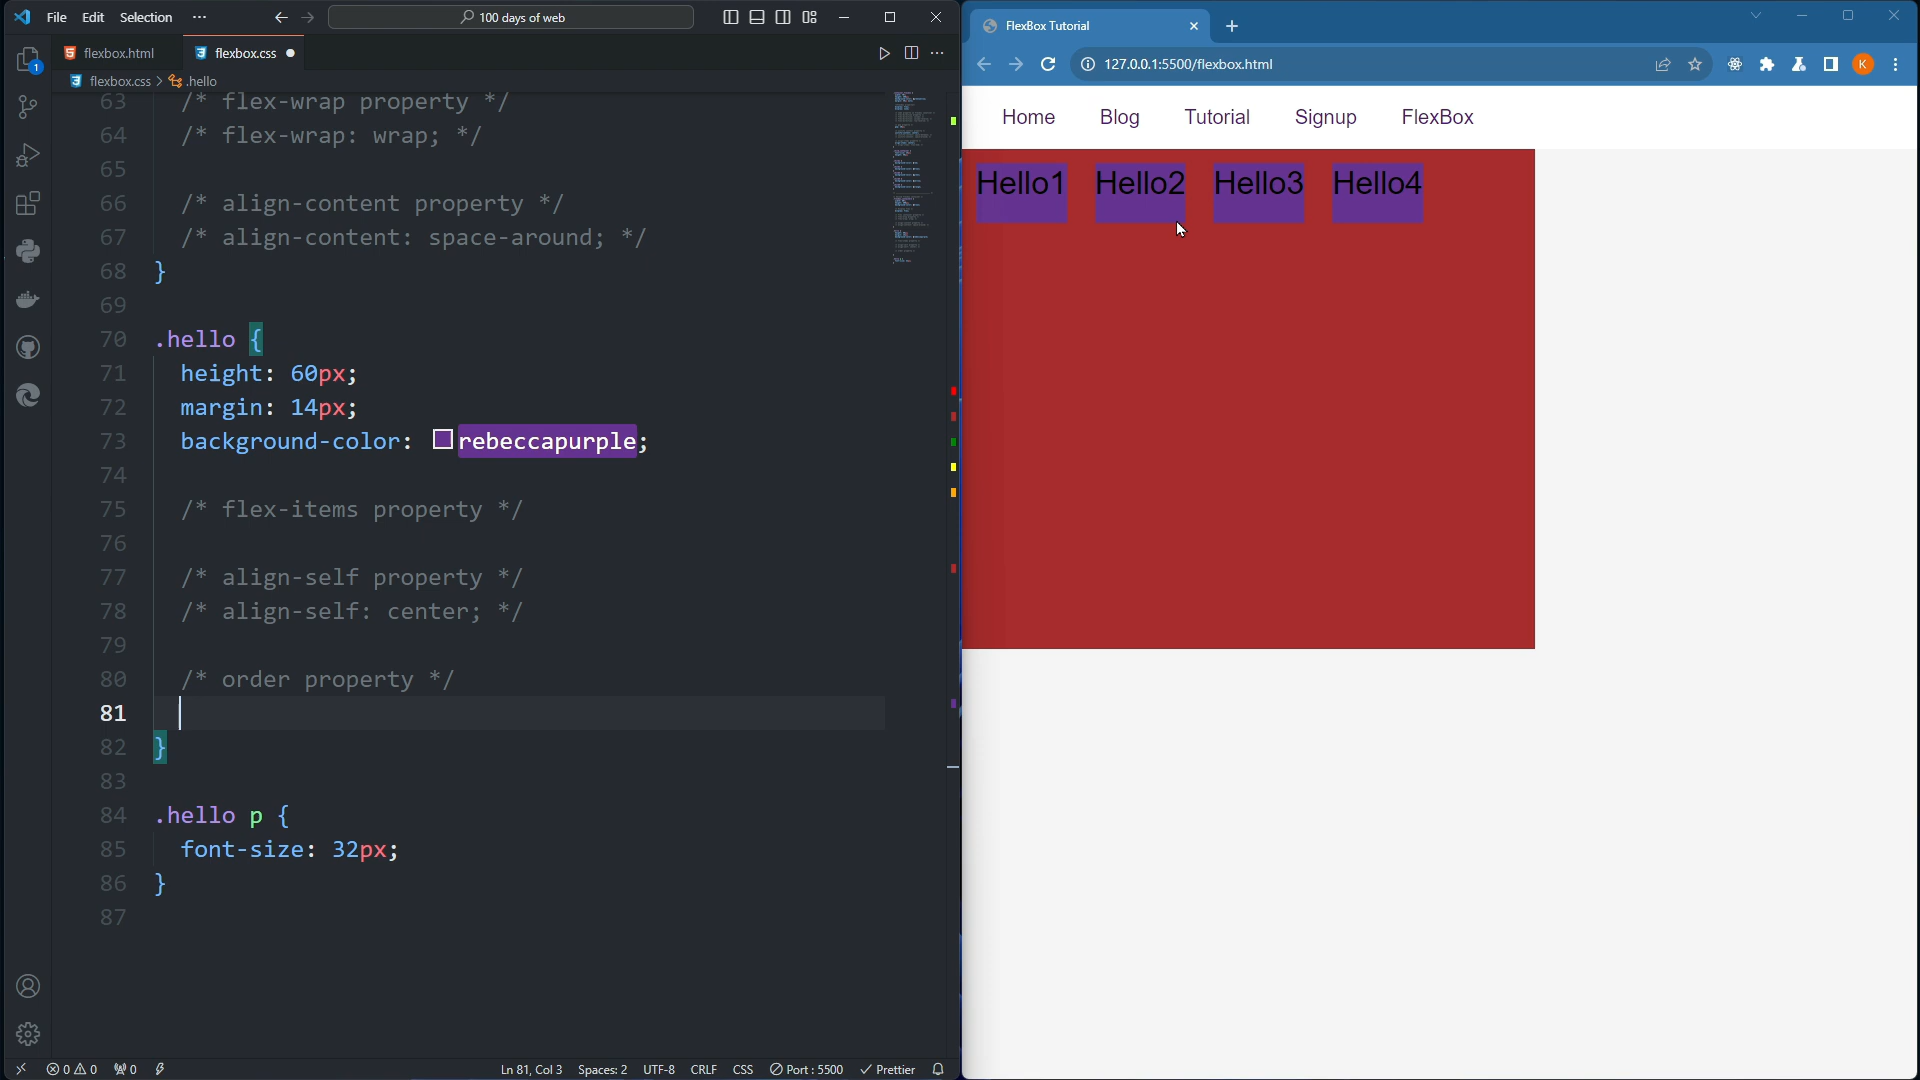 File Edit Selection ···
100 days of web
flexbox.html flexbox.css
flexbox.css > .hello
63 /* flex-wrap property */
64 /* flex-wrap: wrap; */
65
66 /* align-content property */
67 /* align-content: space-around; */
68 }
69
70 .hello {
71 height: 60px;
72 margin: 14px;
73 background-color: rebeccapurple;
74
75 /* flex-items property */
76
77 /* align-self property */
78 /* align-self: center; */
79
80 /* order property */
81
82 }
83
84 .hello p {
85 font-size: 32px;
86 }
87
1
0 0 0
Ln 81, Col 3 Spaces: 2 UTF-8 CRLF CSS Port : 5500 Prettier
FlexBox Tutorial
127.0.0.1:5500/flexbox.html
K
Home Blog Tutorial Signup FlexBox
Hello1 Hello2 Hello3 Hello4